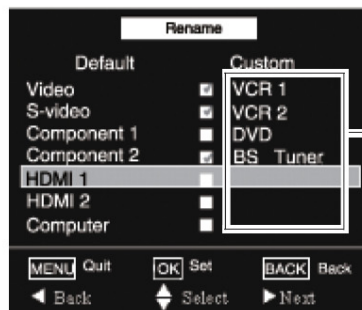 Rename
Default Custom
Video VCR 1
S-video VCR 2
Component 1 DVD
Component 2 BS Tuner
HDMI 1
HDMI 2
Computer
MENU Quit OK Set BACK Back
Back Select Next